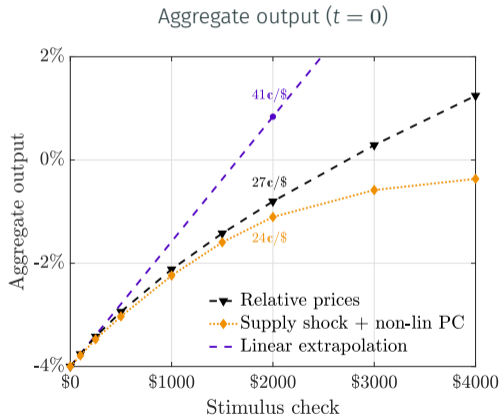 Aggregate output (t = 0)
2%
41¢/$
0%
27¢/$
24¢/$
-2%
-4%
Aggregate output
Relative prices
Supply shock + non-lin PC
Linear extrapolation
$0 $1000 $2000 $3000 $4000
Stimulus check